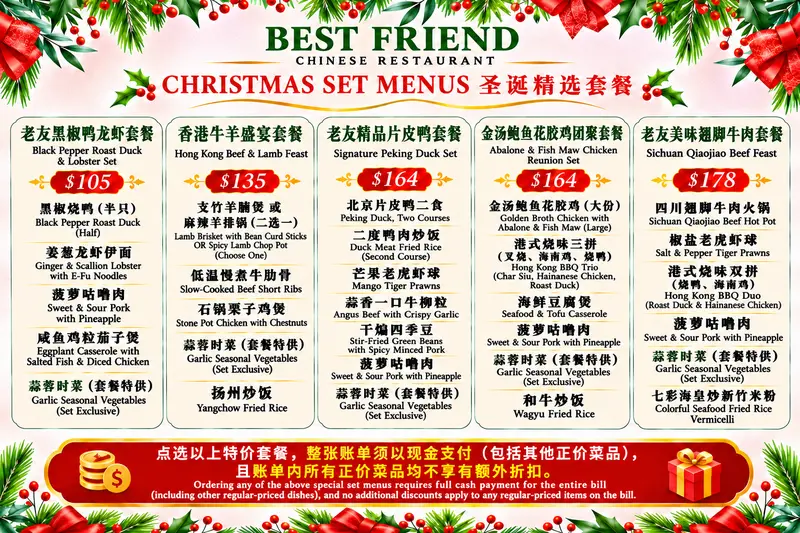 BEST FRIEND
CHINESE RESTAURANT
CHRISTMAS SET MENUS 圣诞精选套餐
老友黑椒鸭龙虾套餐
Black Pepper Roast Duck
& Lobster Set
$105
黑椒烧鸭 (半只)
Black Pepper Roast Duck
(Half)
姜葱龙虾伊面
Ginger & Scallion Lobster
with E-Fu Noodles
菠萝咕噜肉
Sweet & Sour Pork
with Pineapple
咸鱼鸡粒茄子煲
Eggplant Casserole with
Salted Fish & Diced Chicken
蒜蓉时菜 (套餐特供)
Garlic Seasonal Vegetables
(Set Exclusive)
香港牛羊盛宴套餐
Hong Kong Beef & Lamb Feast
$135
支竹羊腩煲 或
麻辣羊排锅 (二选一)
Lamb Brisket with Bean Curd Sticks
OR Spicy Lamb Chop Pot
(Choose One)
低温慢煮牛肋骨
Slow-Cooked Beef Short Ribs
石锅栗子鸡煲
Stone Pot Chicken with Chestnuts
蒜蓉时菜 (套餐特供)
Garlic Seasonal Vegetables
(Set Exclusive)
扬州炒饭
Yangchow Fried Rice
老友精品片皮鸭套餐
Signature Peking Duck Set
$164
北京片皮鸭二食
Peking Duck, Two Courses
二度鸭肉炒饭
Duck Meat Fried Rice
(Second Course)
芒果老虎虾球
Mango Tiger Prawns
蒜香一口牛柳粒
Angus Beef with Crispy Garlic
干煸四季豆
Stir-Fried Green Beans
with Spicy Minced Pork
菠萝咕噜肉
Sweet & Sour Pork with Pineapple
蒜蓉时菜 (套餐特供)
Garlic Seasonal Vegetables
(Set Exclusive)
金汤鲍鱼花胶鸡团聚套餐
Abalone & Fish Maw Chicken
Reunion Set
$164
金汤鲍鱼花胶鸡 (大份)
Golden Broth Chicken with
Abalone & Fish Maw (Large)
港式烧味三拼
(叉烧、海南鸡、烧鸭)
Hong Kong BBQ Trio
(Char Siu, Hainanese Chicken,
Roast Duck)
海鲜豆腐煲
Seafood & Tofu Casserole
菠萝咕噜肉
Sweet & Sour Pork with Pineapple
蒜蓉时菜 (套餐特供)
Garlic Seasonal Vegetables
(Set Exclusive)
和牛炒饭
Wagyu Fried Rice
老友美味翘脚牛肉套餐
Sichuan Qiaojiao Beef Feast
$178
四川翘脚牛肉火锅
Sichuan Qiaojiao Beef Hot Pot
椒盐老虎虾球
Salt & Pepper Tiger Prawns
港式烧味双拼
(烧鸭、海南鸡)
Hong Kong BBQ Duo
(Roast Duck & Hainanese Chicken)
菠萝咕噜肉
Sweet & Sour Pork with Pineapple
蒜蓉时菜 (套餐特供)
Garlic Seasonal Vegetables
(Set Exclusive)
七彩海皇炒新竹米粉
Colorful Seafood Fried Rice
Vermicelli
点选以上特价套餐，整张账单须以现金支付（包括其他正价菜品），
且账单内所有正价菜品均不享有额外折扣。
Ordering any of the above special set menus requires full cash payment for the entire bill
(including other regular-priced dishes), and no additional discounts apply to any regular-priced items on the bill.
$